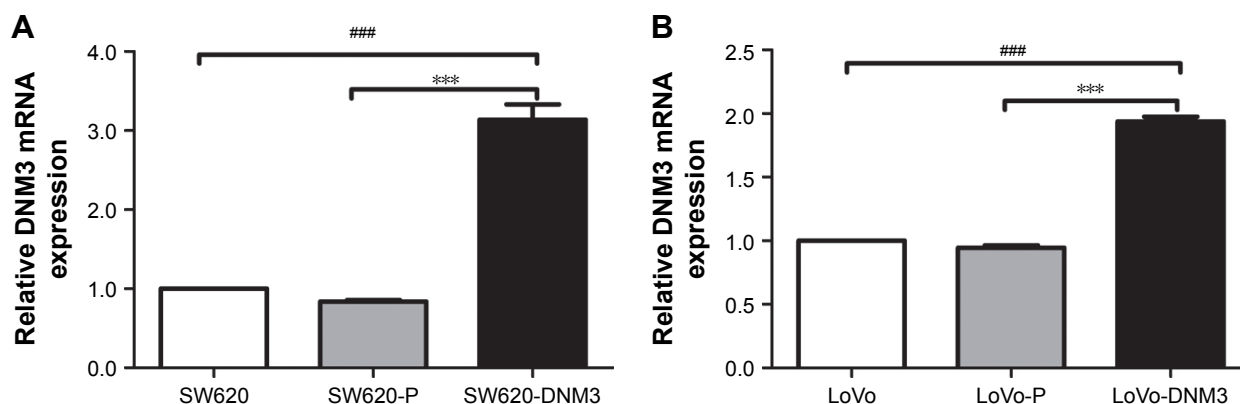 A
Relative DNM3 mRNA
expression
4.0
3.0
2.0
1.0
0.0
###
***
SW620
SW620-P
SW620-DNM3
B
Relative DNM3 mRNA
expression
2.5
2.0
1.5
1.0
0.5
0.0
###
***
LoVo
LoVo-P
LoVo-DNM3